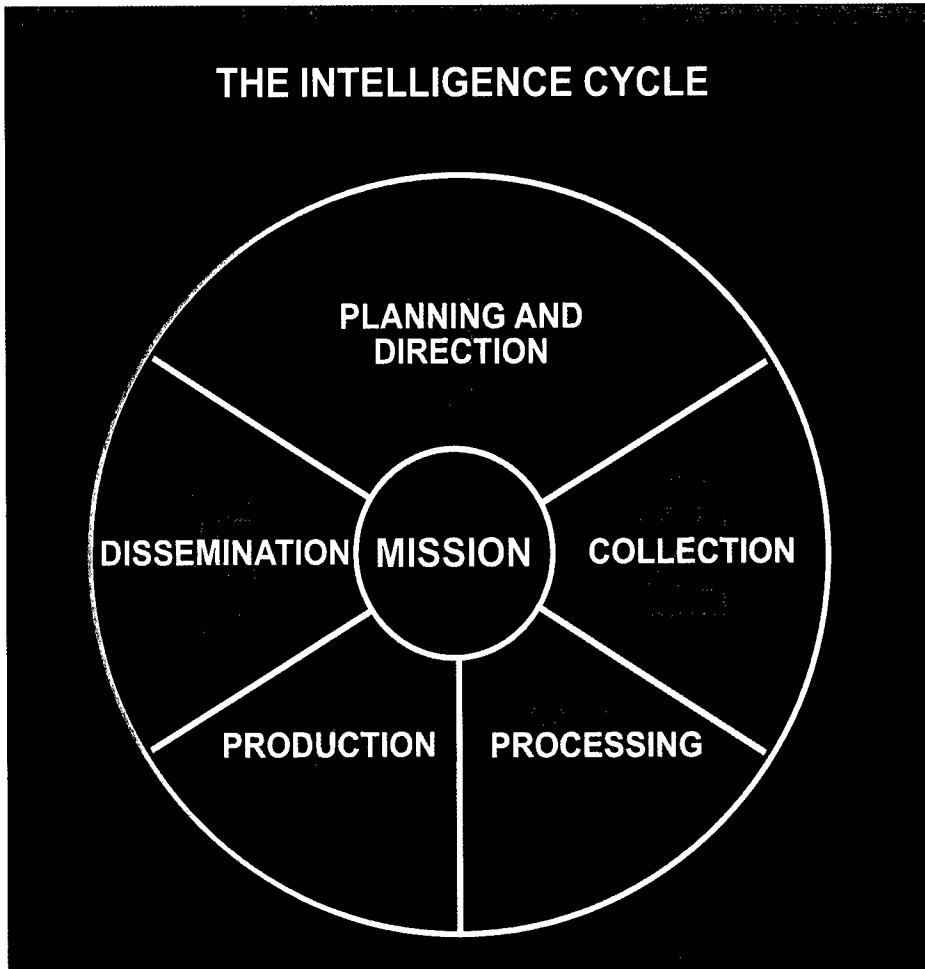 THE INTELLIGENCE CYCLE
PLANNING AND
DIRECTION
DISSEMINATION
MISSION
COLLECTION
PRODUCTION
PROCESSING